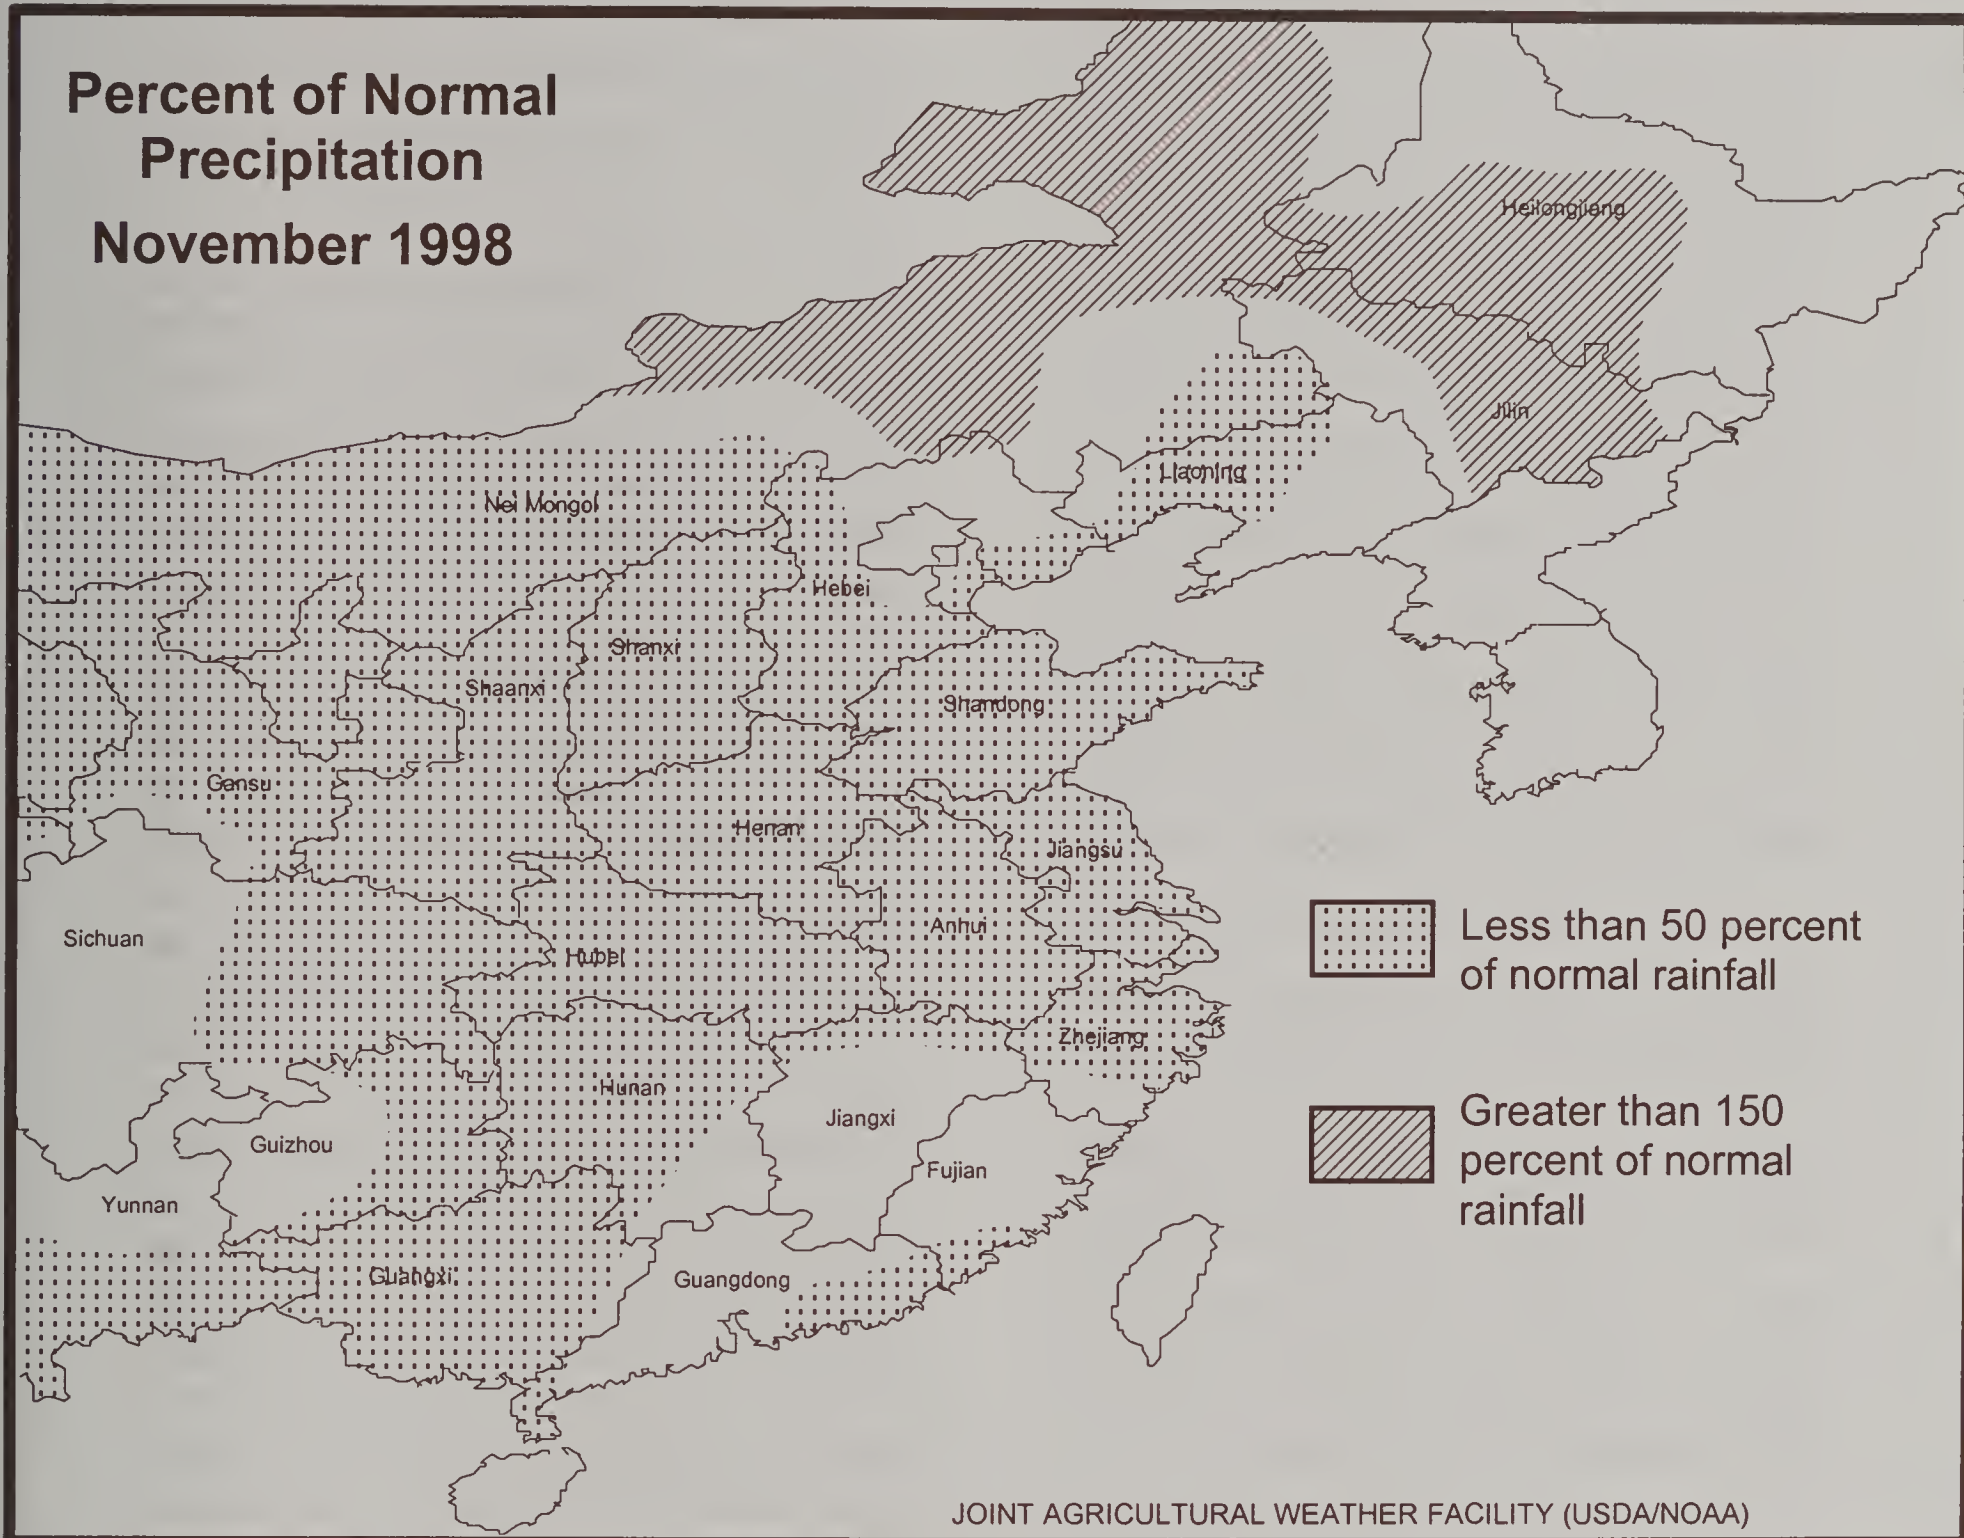 Percent of Normal
Precipitation
November 1998
Heilongjiang
Jilin
Liaoning
Nei Mongol
Hebei
Shanxi
Shaanxi
Shandong
Gansu
Henan
Jiangsu
Sichuan
Anhui
Hubei
Less than 50 percent
of normal rainfall
Zhejiang
Hunan
Jiangxi
Guizhou
Fujian
Yunnan
Greater than 150
percent of normal
rainfall
Guangxi
Guangdong
JOINT AGRICULTURAL WEATHER FACILITY (USDA/NOAA)